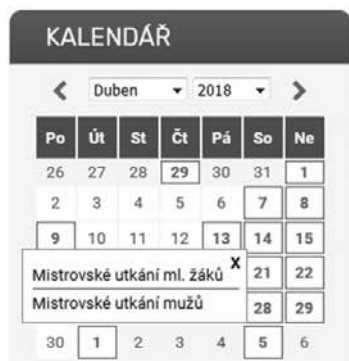 KALENDÁŘ
Duben 2018
Po Út St Čt Pá So Ne
26 27 28 29 30 31 1
2 3 4 5 6 7 8
9 10 11 12 13 14 15
X
Mistrovské utkání ml. žáků 21 22
Mistrovské utkání mužů 28 29
30 1 2 3 4 5 6